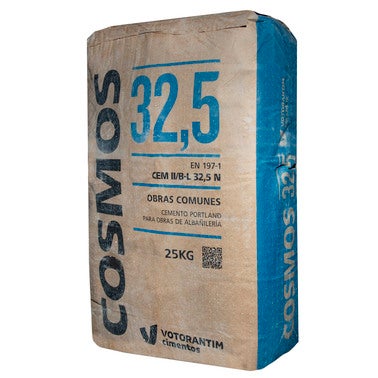 COSMOS
32,5
EN 197-1
CEM II/B-L 32,5 N
OBRAS COMUNES
CEMENTO PORTLAND
PARA OBRAS DE ALBAÑILERÍA
25KG
VOTORANTIM
cimentos
COSMOS 32,5
VOTORANTIM